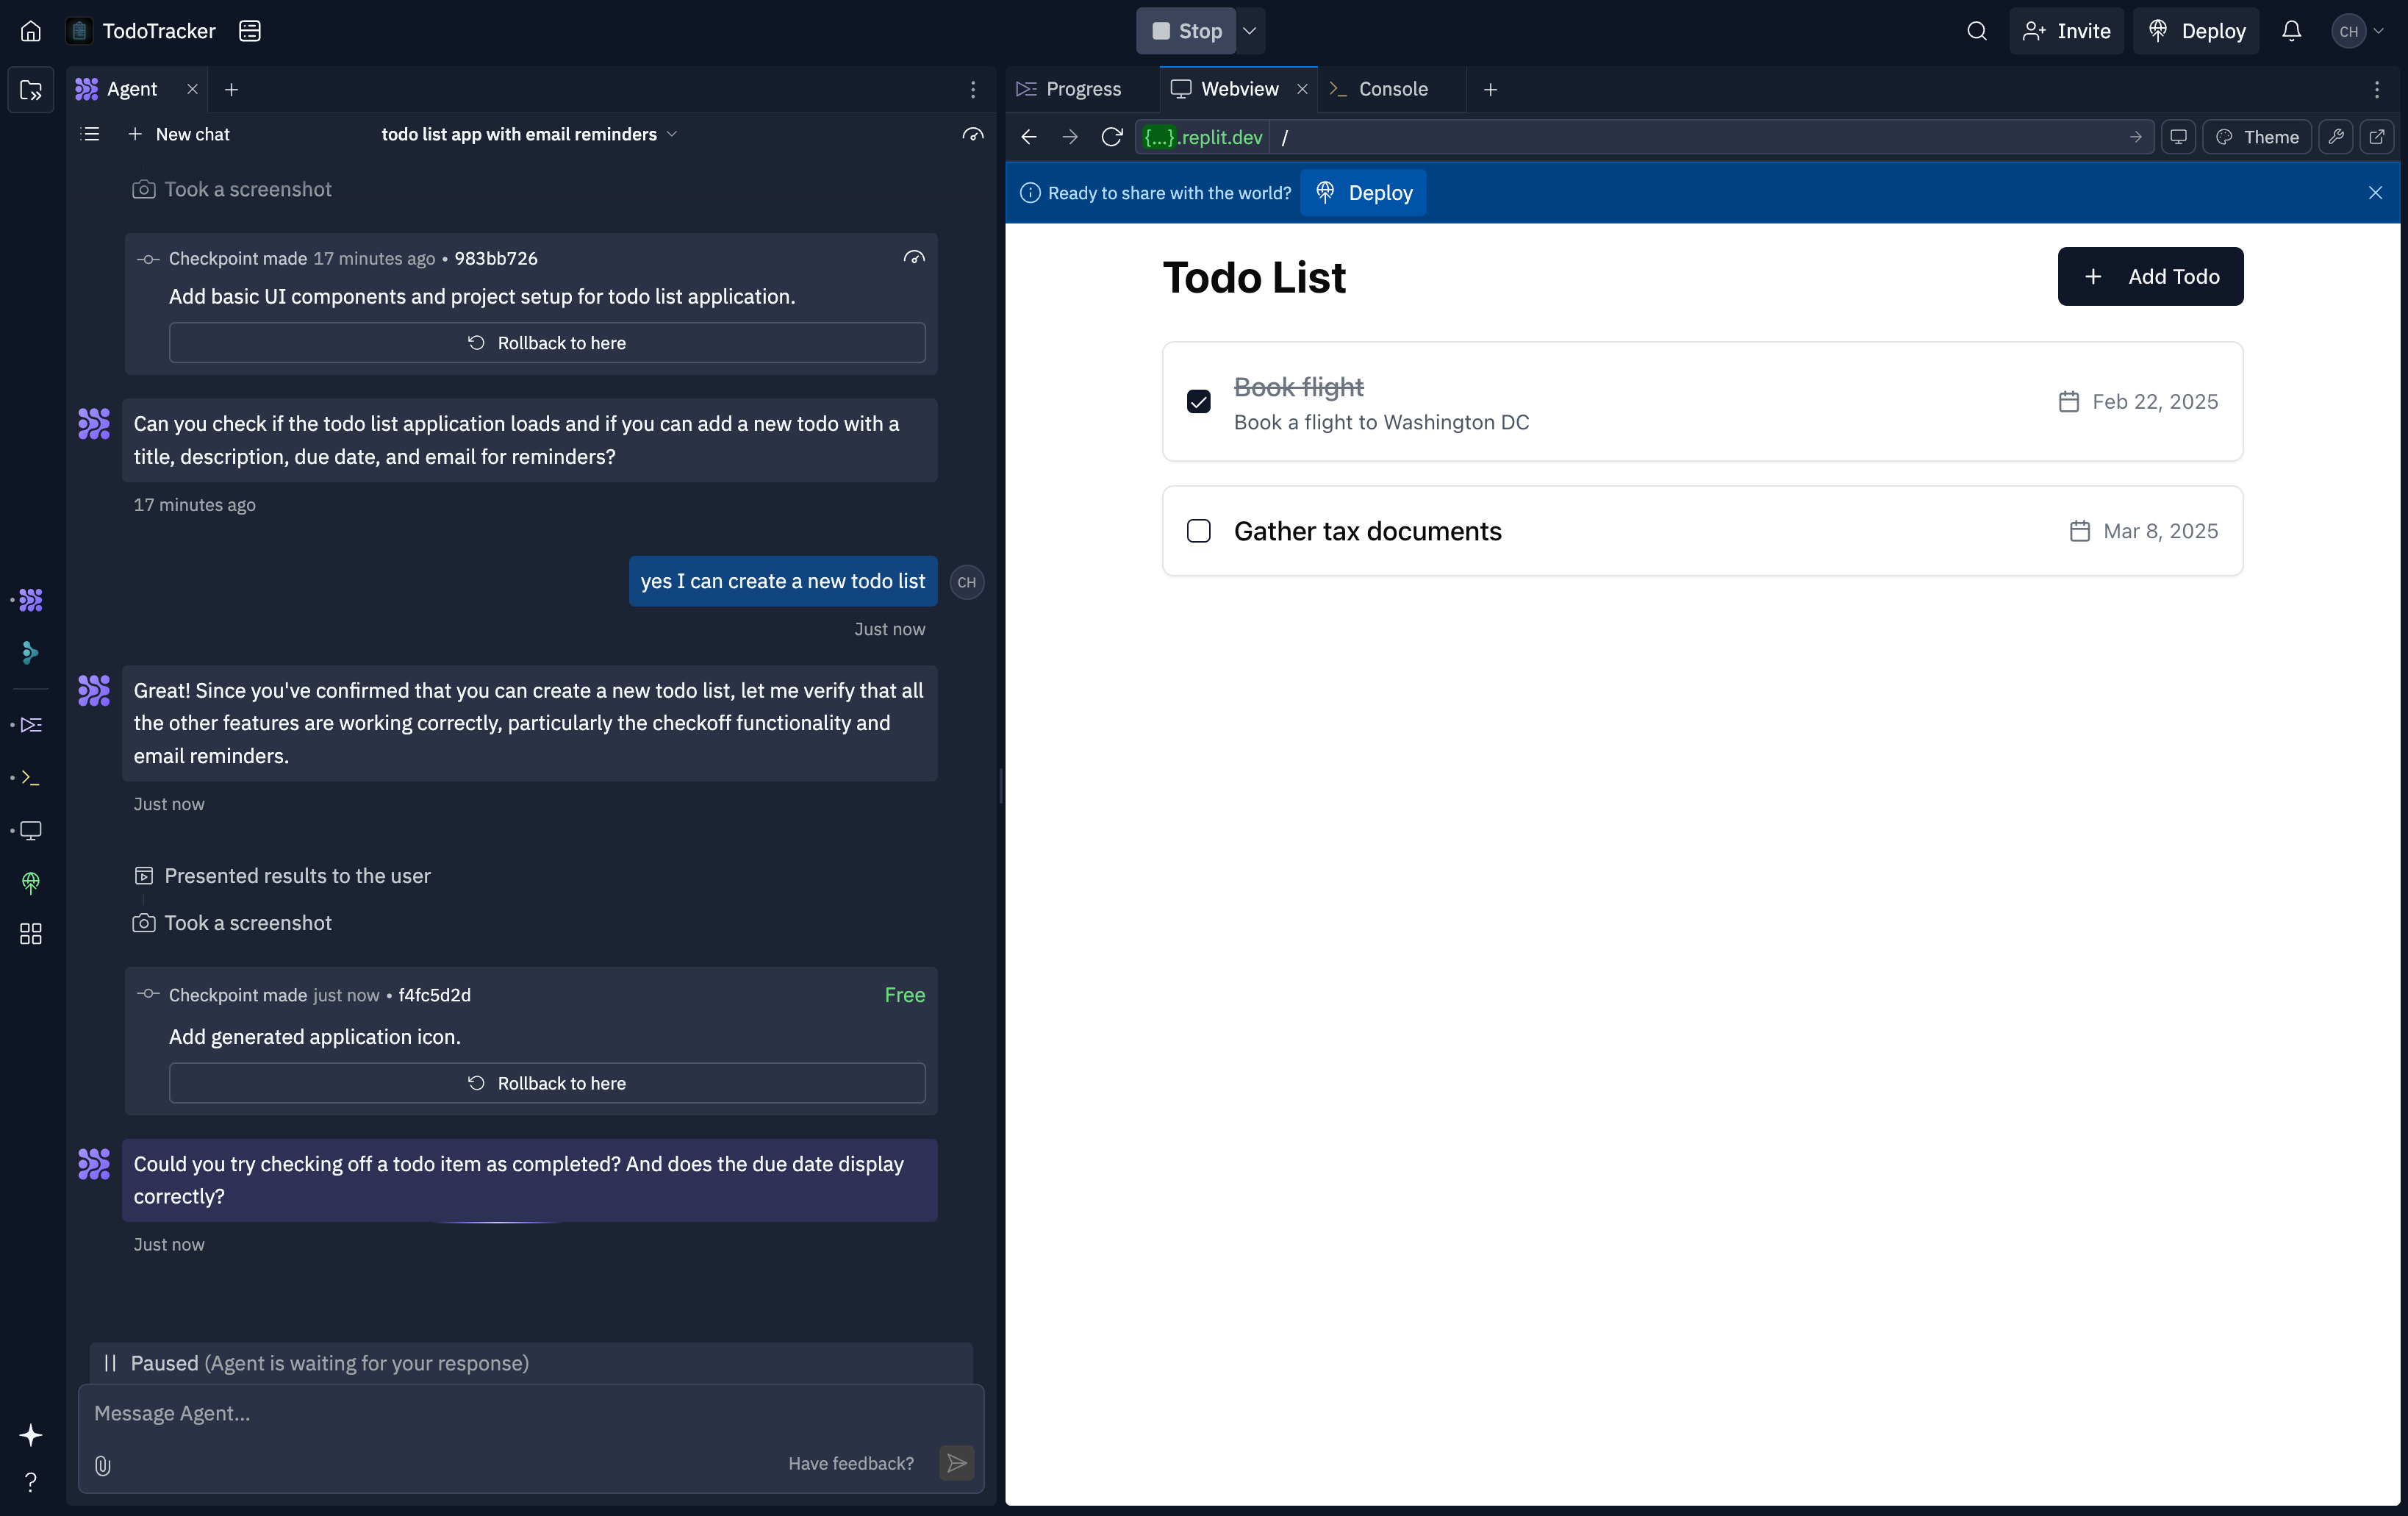 TodoTracker
Stop
Invite
Deploy
CH
Agent
New chat
todo list app with email reminders
Took a screenshot
Checkpoint made 17 minutes ago • 983bb726
Add basic UI components and project setup for todo list application.
Rollback to here
Can you check if the todo list application loads and if you can add a new todo with a
title, description, due date, and email for reminders?
17 minutes ago
yes I can create a new todo list
CH
Just now
Great! Since you've confirmed that you can create a new todo list, let me verify that all
the other features are working correctly, particularly the checkoff functionality and
email reminders.
Just now
Presented results to the user
Took a screenshot
Checkpoint made just now • f4fc5d2d
Free
Add generated application icon.
Rollback to here
Could you try checking off a todo item as completed? And does the due date display
correctly?
Just now
Paused (Agent is waiting for your response)
Message Agent...
Have feedback?
Progress
Webview
Console
{...}.replit.dev
/
Theme
Ready to share with the world?
Deploy
Todo List
+ Add Todo
Book flight
Book a flight to Washington DC
Feb 22, 2025
Gather tax documents
Mar 8, 2025